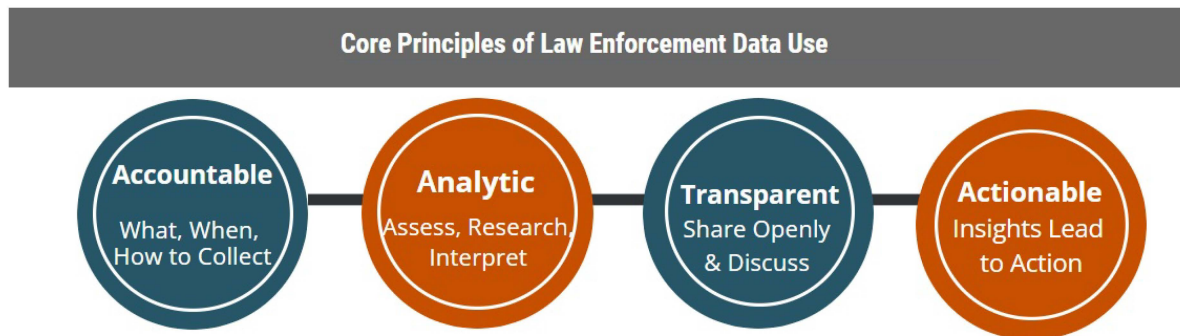 Core Principles of Law Enforcement Data Use
Accountable
What, When,
How to Collect
Analytic
Assess, Research,
Interpret
Transparent
Share Openly
& Discuss
Actionable
Insights Lead
to Action